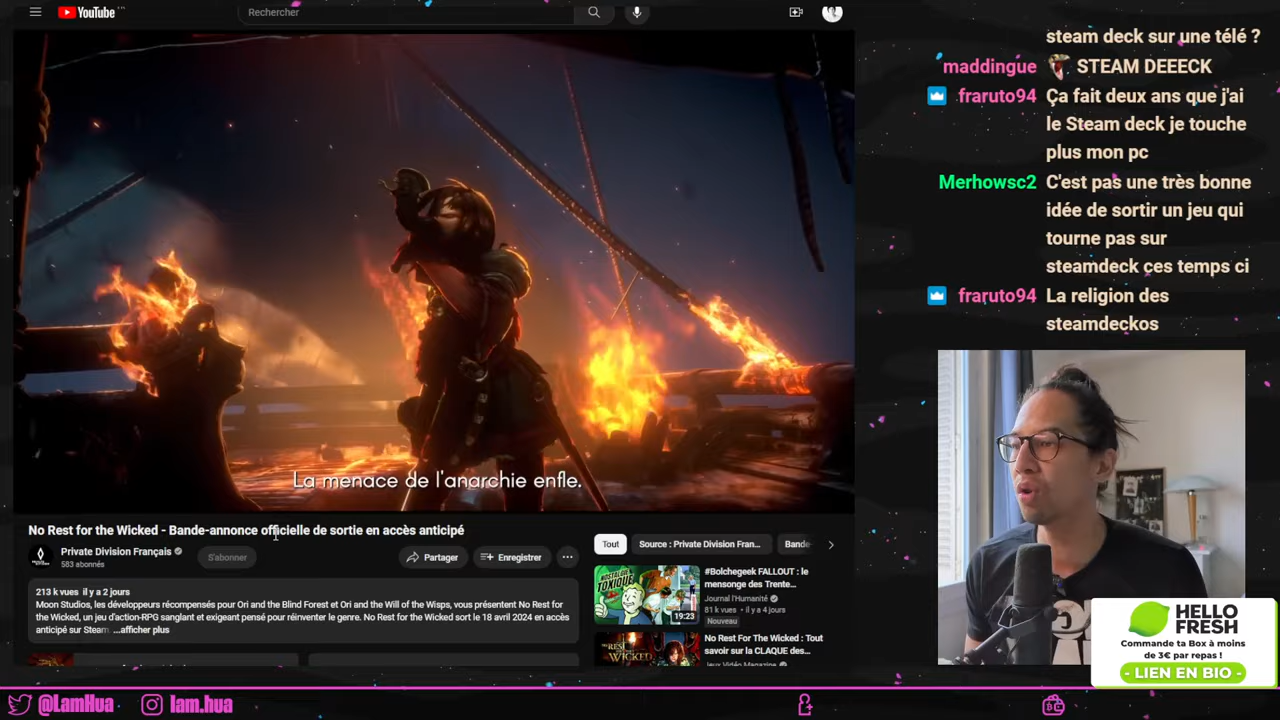 YouTube
Rechercher
La menace de l'anarchie enfle.
No Rest for the Wicked - Bande-annonce officielle de sortie en accès anticipé
Private Division Français
583 abonnés
S'abonner
Partager
Enregistrer
213 k vues il y a 2 jours
Moon Studios, les développeurs récompensés pour Ori and the Blind Forest et Ori and the Will of the Wisps, vous présentent No Rest for
the Wicked, un jeu d'action-RPG sanglant et exigeant pensé pour réinventer le genre. No Rest for the Wicked sort le 18 avril 2024 en accès
anticipé sur Steam. ...afficher plus
Tout
Source : Private Division Fran...
Bande-
#Bolchegeek FALLOUT : le
mensonge des Trente...
Journal l'Humanité
81 k vues • il y a 4 jours
Nouveau
19:23
No Rest For The Wicked : Tout
savoir sur la CLAQUE des...
Jeux Vidéo Magazine
steam deck sur une télé ?
maddingue STEAM DEEECK
fraruto94 Ça fait deux ans que j'ai
le Steam deck je touche
plus mon pc
Merhowsc2 C'est pas une très bonne
idée de sortir un jeu qui
tourne pas sur
steamdeck ces temps ci
fraruto94 La religion des
steamdeckos
HELLO
FRESH
Commande ta Box à moins
de 3€ par repas !
- LIEN EN BIO -
@LamHua
lam.hua